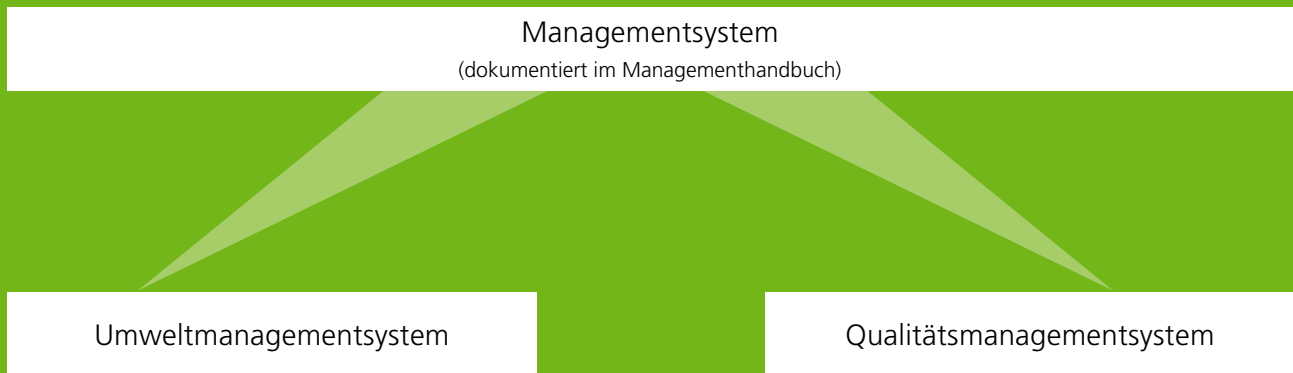 Managementsystem
(dokumentiert im Managementhandbuch)
Umweltmanagementsystem
Qualitätsmanagementsystem